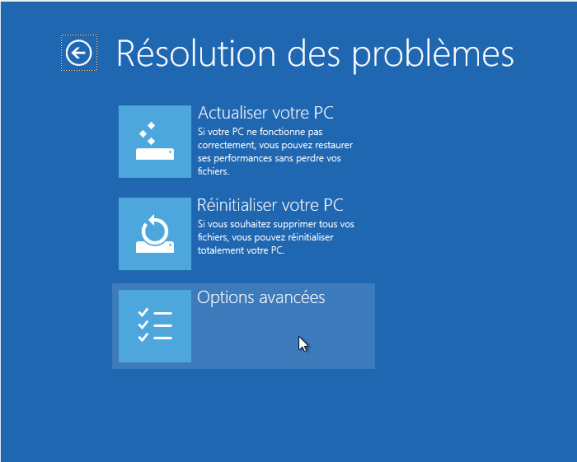 Résolution des problèmes
Actualiser votre PC
Si votre PC ne fonctionne pas
correctement, vous pouvez restaurer
ses performances sans perdre vos
fichiers.
Réinitialiser votre PC
Si vous souhaitez supprimer tous vos
fichiers, vous pouvez réinitialiser
totalement votre PC.
Options avancées